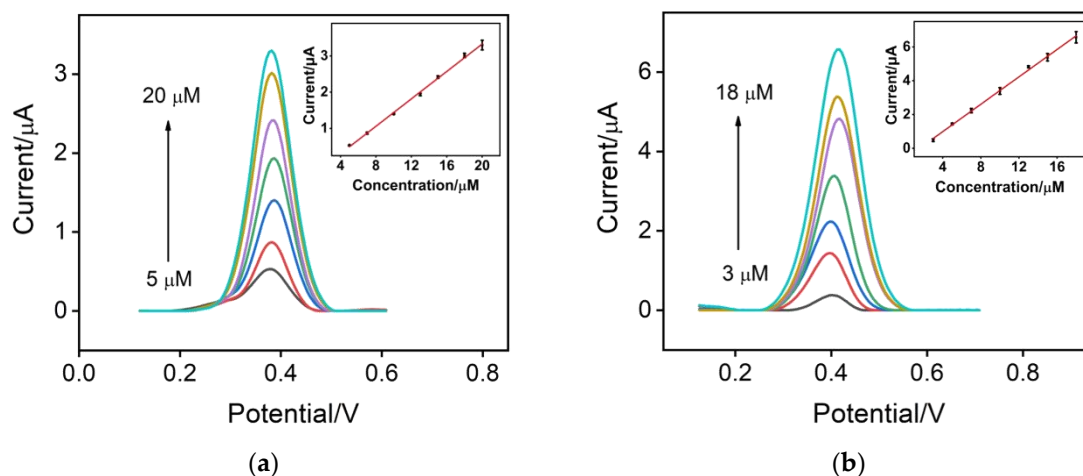 Current/μA
3
2
1
0
20 μM
5 μM
0.0
0.2
0.4
0.6
0.8
Potential/V
Current/μA
3
2
1
4
8
12
16
20
Concentration/μM
(a)
Current/μA
6
4
2
0
18 μM
3 μM
0.2
0.4
0.6
0.8
Potential/V
Current/μA
6
4
2
0
4
8
12
16
Concentration/μM
(b)